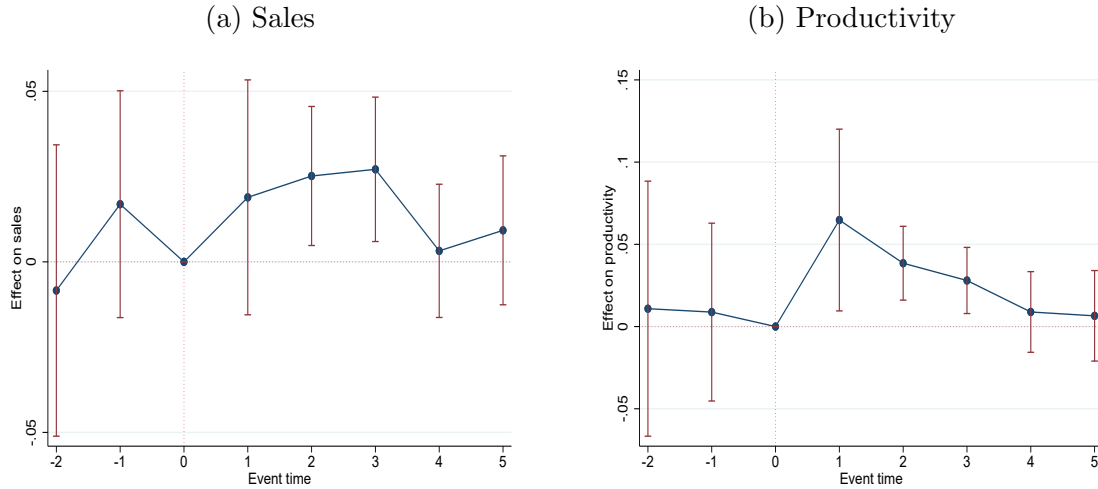 (a) Sales
Effect on sales
.05
0
-.05
-2 -1 0 1 2 3 4 5
Event time
(b) Productivity
Effect on productivity
.15
.1
.05
0
-.05
-2 -1 0 1 2 3 4 5
Event time